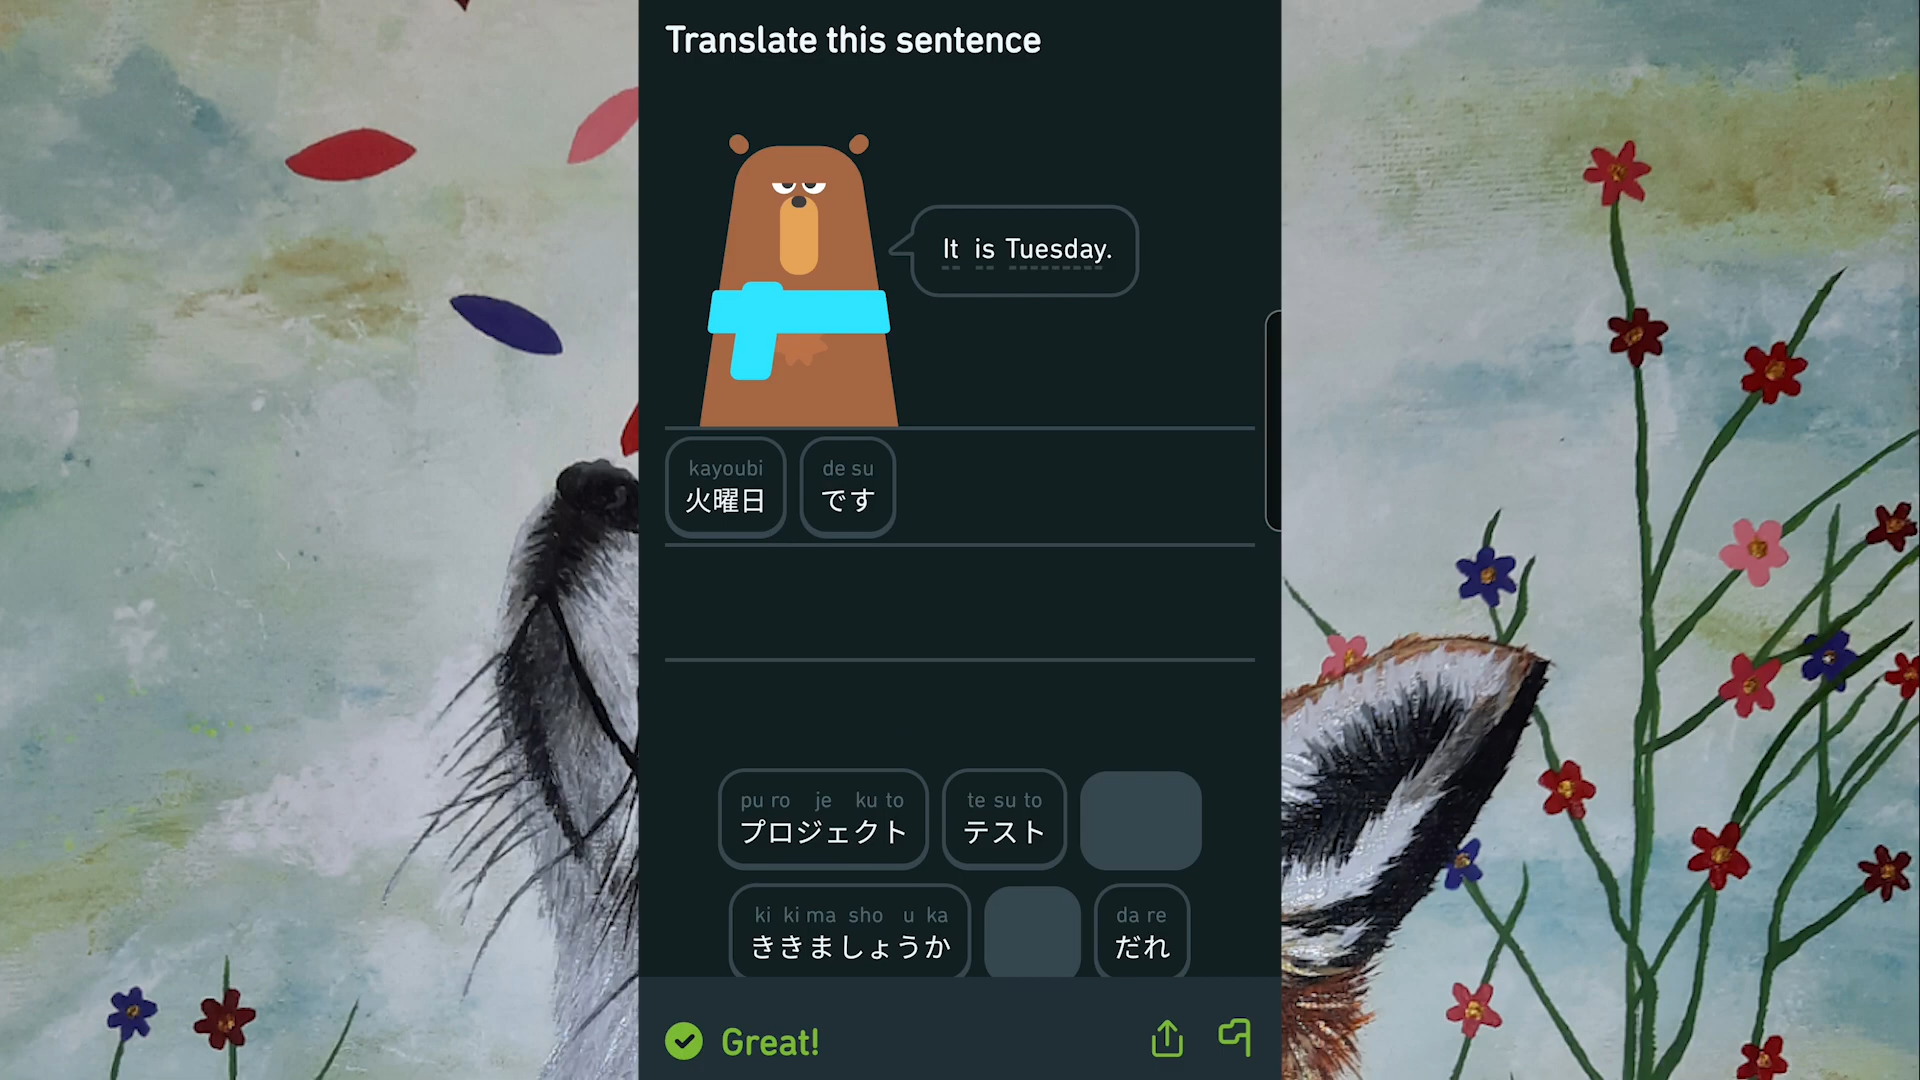 Translate this sentence
It is Tuesday.
kayoubi de su
火曜日 です
pu ro je ku to te su to
プロジェクト テスト
ki ki ma sho u ka da re
ききましょうか だれ
Great!